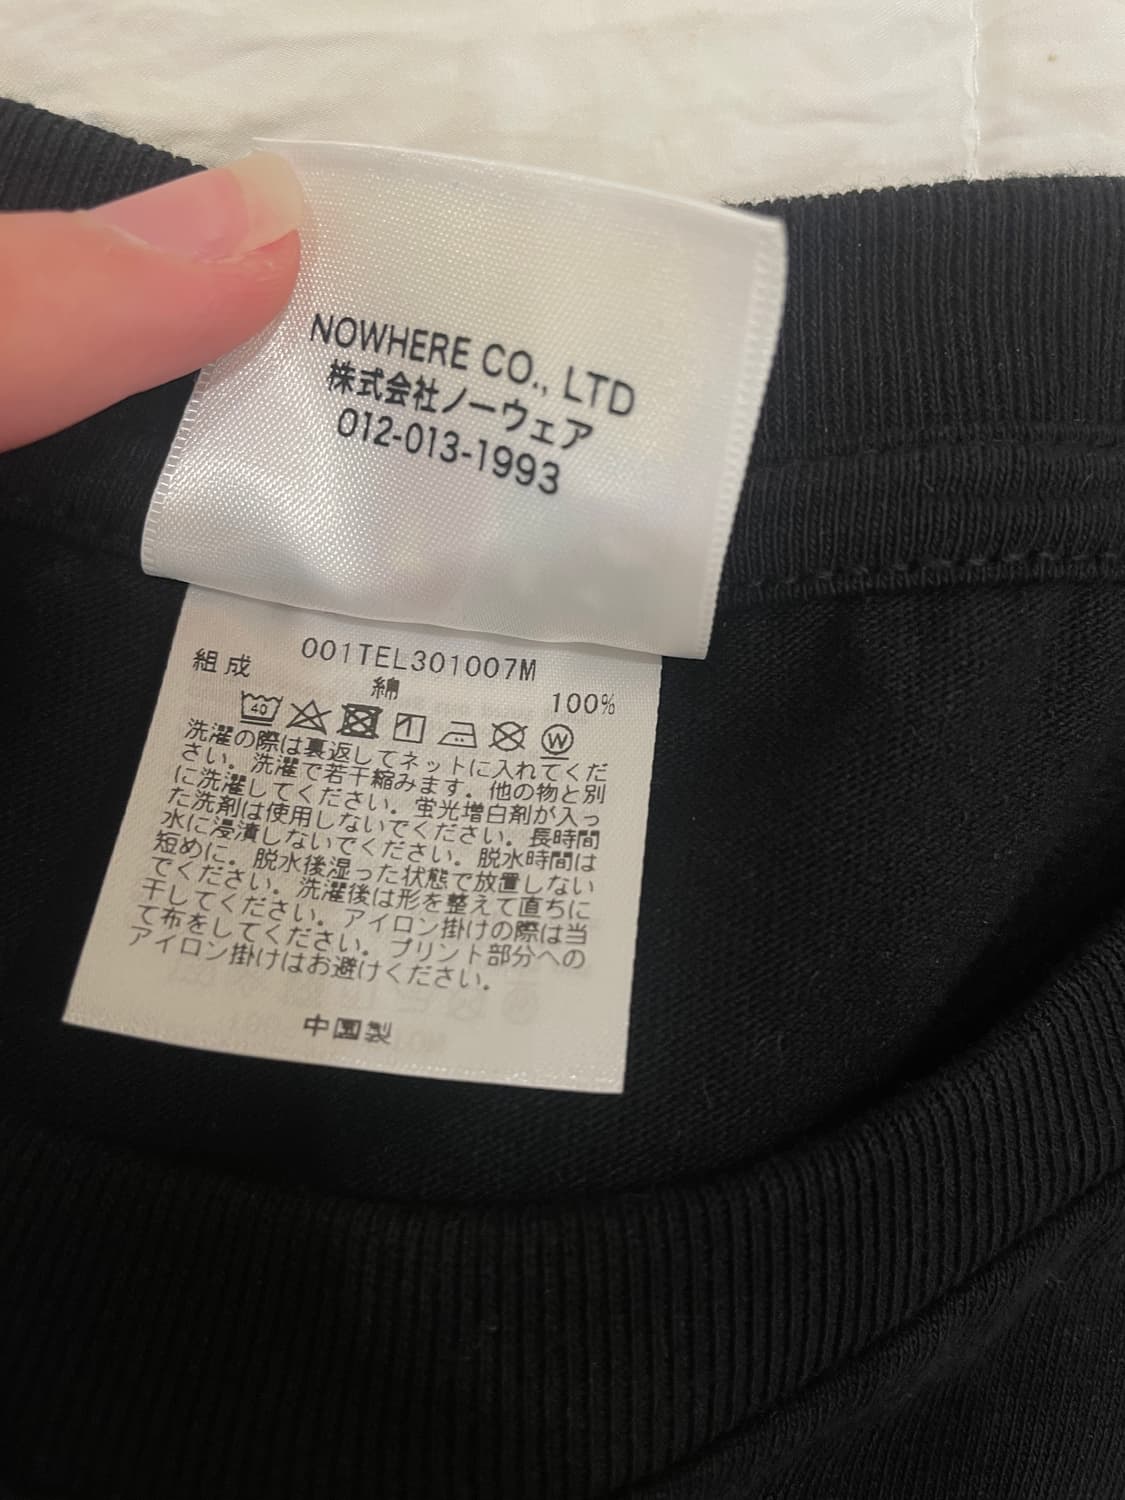 NOWHERE CO., LTD
株式会社ノーウェア
012-013-1993
001TEL301007M
組成 綿 100%
40 W
洗濯の際は裏返してネットに入れてくだ
さい。洗濯で若干縮みます。他の物と別
に洗濯してください。蛍光増白剤が入っ
た洗剤は使用しないでください。長時間
水に浸漬しないでください。脱水時間は
短めに。脱水後湿った状態で放置しない
でください。洗濯後は形を整えて直ちに
干してください。アイロン掛けの際は当
て布をしてください。プリント部分への
アイロン掛けはお避けください。
中国製